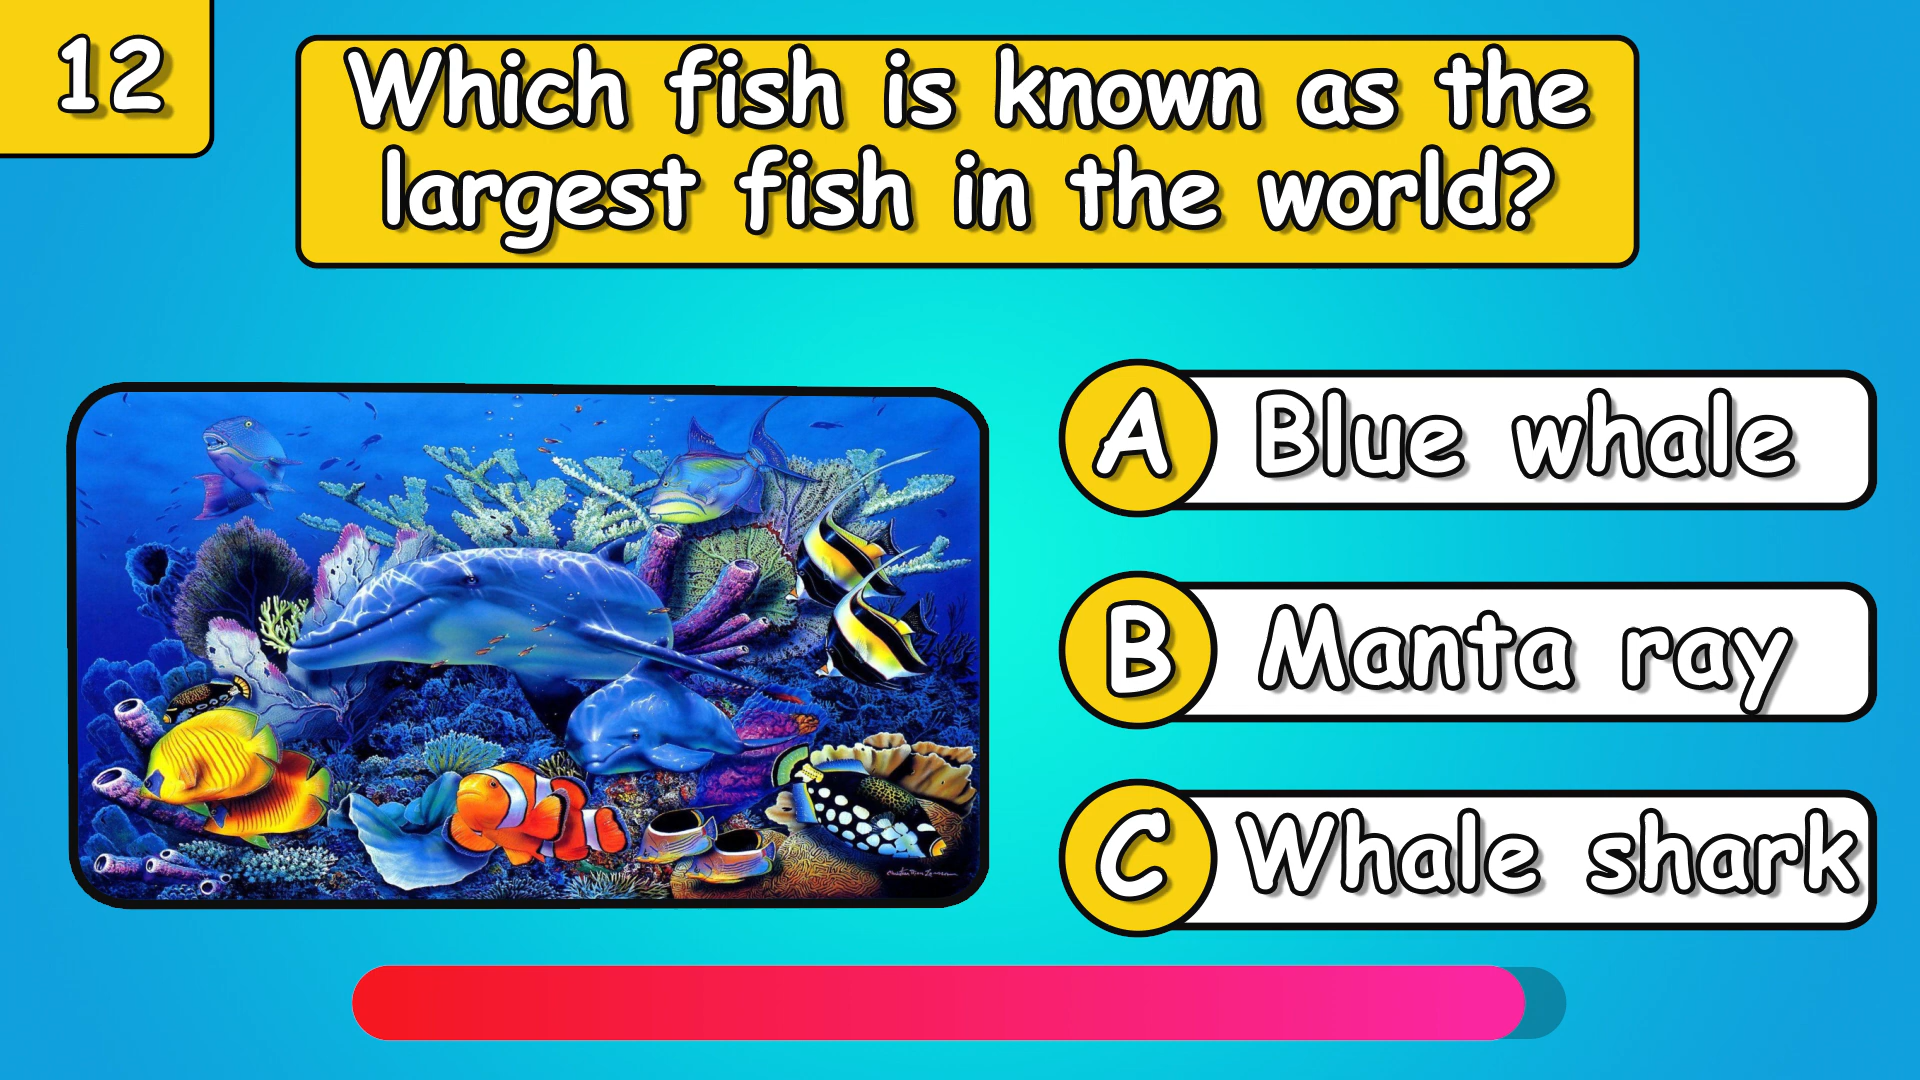 12
Which fish is known as the
largest fish in the world?
A Blue whale
B Manta ray
C Whale shark